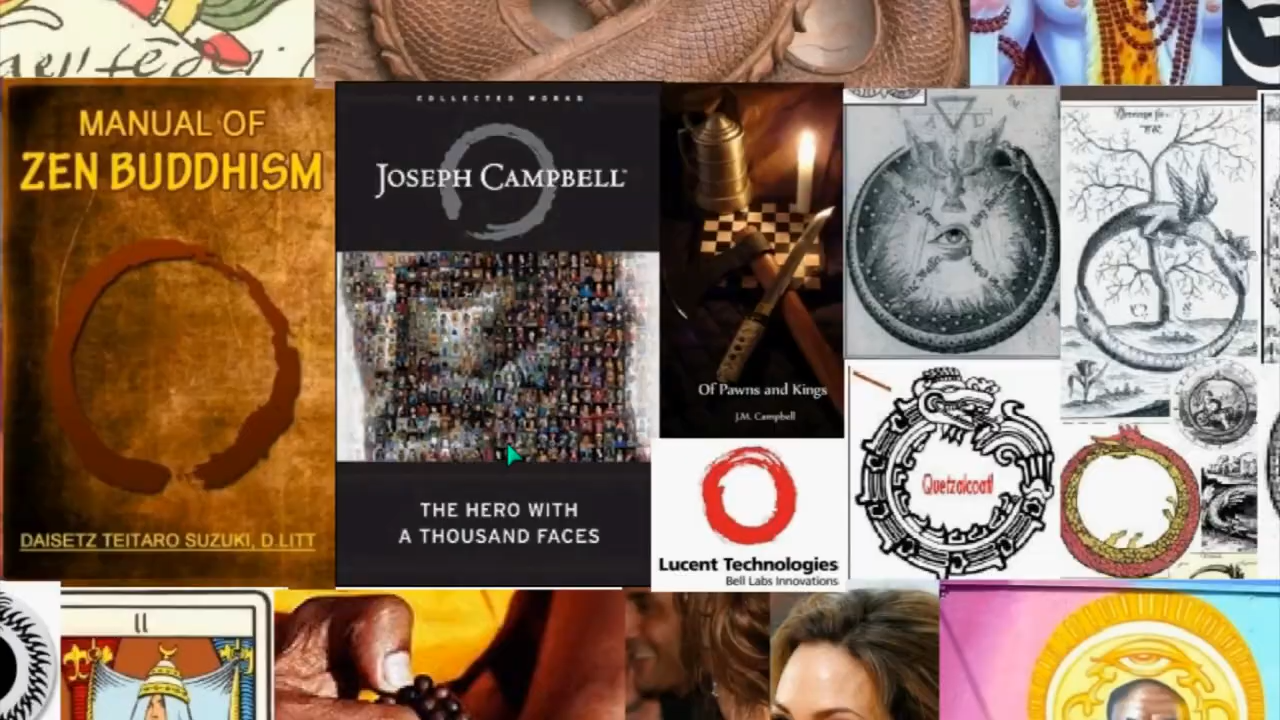 MANUAL OF
ZEN BUDDHISM
DAISETZ TEITARO SUZUKI, D.LITT
COLLECTED WORKS
JOSEPH CAMPBELL™
THE HERO WITH
A THOUSAND FACES
Of Pawns and Kings
J.M. Campbell
Lucent Technologies
Bell Labs Innovations
Quetzalcoatl
II